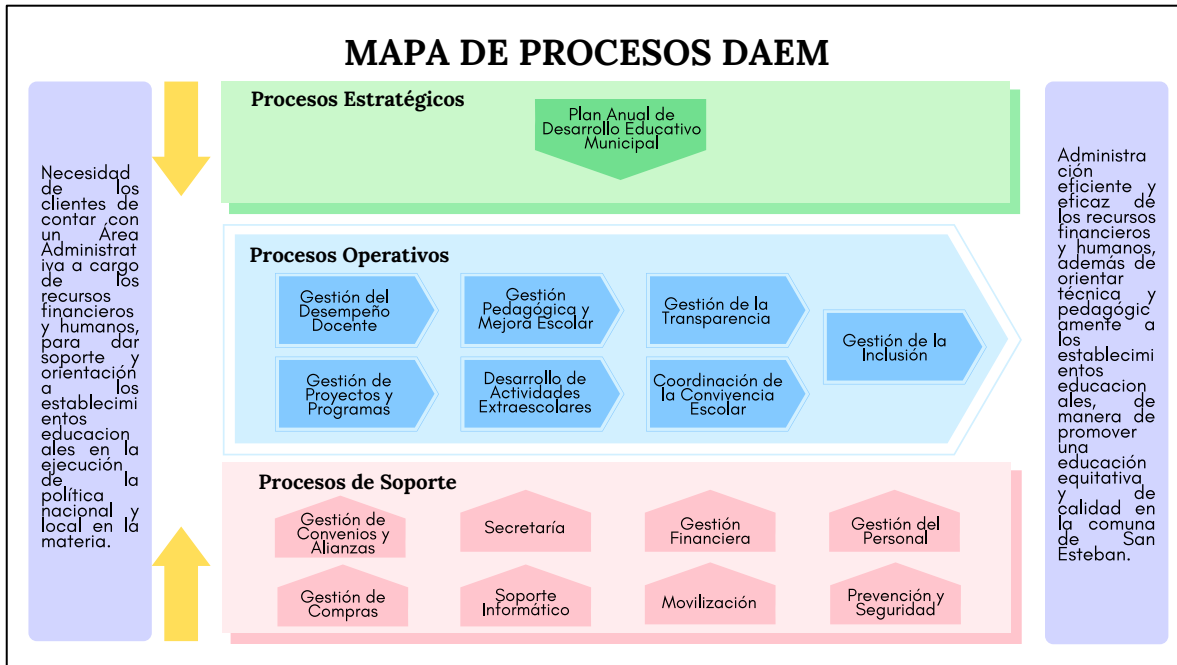 MAPA DE PROCESOS DAEM
Necesidad
de los
clientes de
contar con
un Área
Administrat
iva a cargo
de los
recursos
financieros
y humanos,
para dar
soporte y
orientación
a los
establecimi
entos
educacion
ales en la
ejecución
de la
política
nacional y
local en la
materia.
Procesos Estratégicos
Plan Anual de
Desarrollo Educativo
Municipal
Procesos Operativos
Gestión del
Desempeño
Docente
Gestión
Pedagógica y
Mejora Escolar
Gestión de la
Transparencia
Gestión de la
Inclusión
Gestión de
Proyectos y
Programas
Desarrollo de
Actividades
Extraescolares
Coordinación de
la Convivencia
Escolar
Procesos de Soporte
Gestión de
Convenios y
Alianzas
Secretaría
Gestión
Financiera
Gestión del
Personal
Gestión de
Compras
Soporte
Informático
Movilización
Prevención y
Seguridad
Administra
ción
eficiente y
eficaz de
los recursos
financieros
y humanos,
además de
orientar
técnica y
pedagógic
amente a
los
establecimi
entos
educacion
ales, de
manera de
promover
una
educación
equitativa
y de
calidad en
la comuna
de San
Esteban.